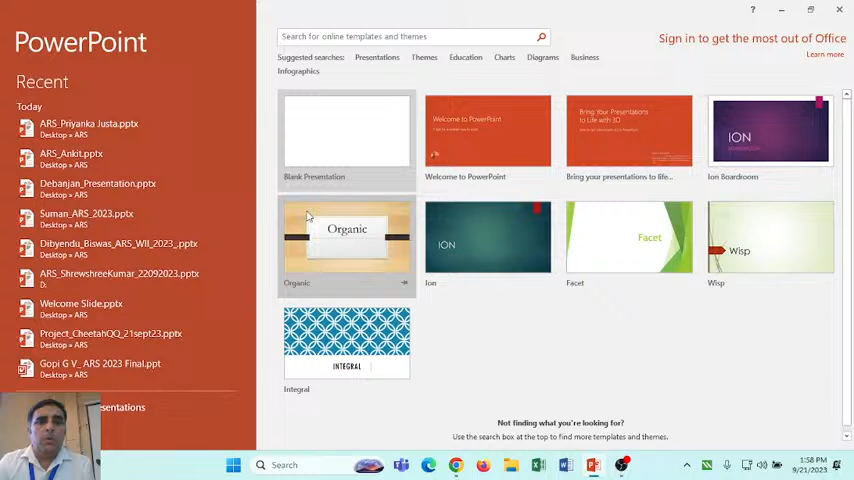 PowerPoint
Recent
Today
ARS_Priyanka Justa.pptx
Desktop » ARS
ARS_Ankit.pptx
Desktop » ARS
Debanjan_Presentation.pptx
Desktop » ARS
Suman_ARS_2023.pptx
Desktop » ARS
Dibyendu_Biswas_ARS_WII_2023_.pptx
Desktop » ARS
ARS_ShrewshreeKumar_22092023.pptx
D:
Welcome Slide.pptx
Desktop » ARS
Project_CheetahQQ_21sept23.pptx
Desktop » ARS
Gopi G V_ ARS 2023 Final.ppt
Desktop » ARS
esentations
Search for online templates and themes
Sign in to get the most out of Office
Learn more
Suggested searches: Presentations Themes Education Charts Diagrams Business
Infographics
Welcome to PowerPoint
Bring Your Presentations
to Life with 3D
ION
Blank Presentation
Welcome to PowerPoint
Bring your presentations to life...
Ion Boardroom
Organic
ION
Facet
Wisp
Organic
Ion
Facet
Wisp
INTEGRAL
Integral
Not finding what you're looking for?
Use the search box at the top to find more templates and themes.
Search
1:58 PM
9/21/2023